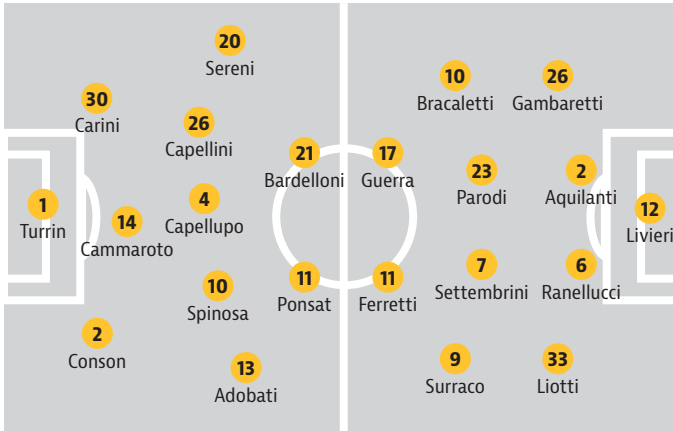 20
Sereni
30
Carini
26
Capellini
1
Turrin
14
Cammaroto
4
Capellupo
10
Spinosa
2
Conson
13
Adobati
21
Bardelloni
11
Ponsat
17
Guerra
11
Ferretti
10
Bracaletti
26
Gambaretti
23
Parodi
2
Aquilanti
12
Livieri
7
Settembrini
6
Ranellucci
9
Surraco
33
Liotti